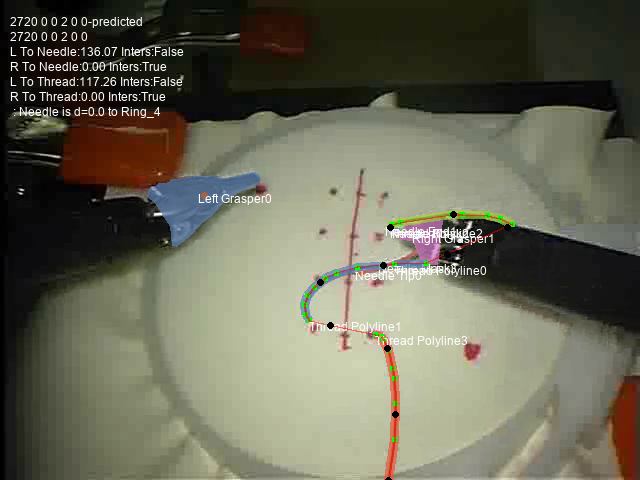 2720 0 0 2 0 0-predicted
2720 0 0 2 0 0
L To Needle:136.07 Inters:False
R To Needle:0.00 Inters:True
L To Thread:117.26 Inters:False
R To Thread:0.00 Inters:True
: Needle is d=0.0 to Ring_4
Left Grasper0
Right Grasper1
Thread Polyline0
Needle Tip0
Thread Polyline1
Thread Polyline3